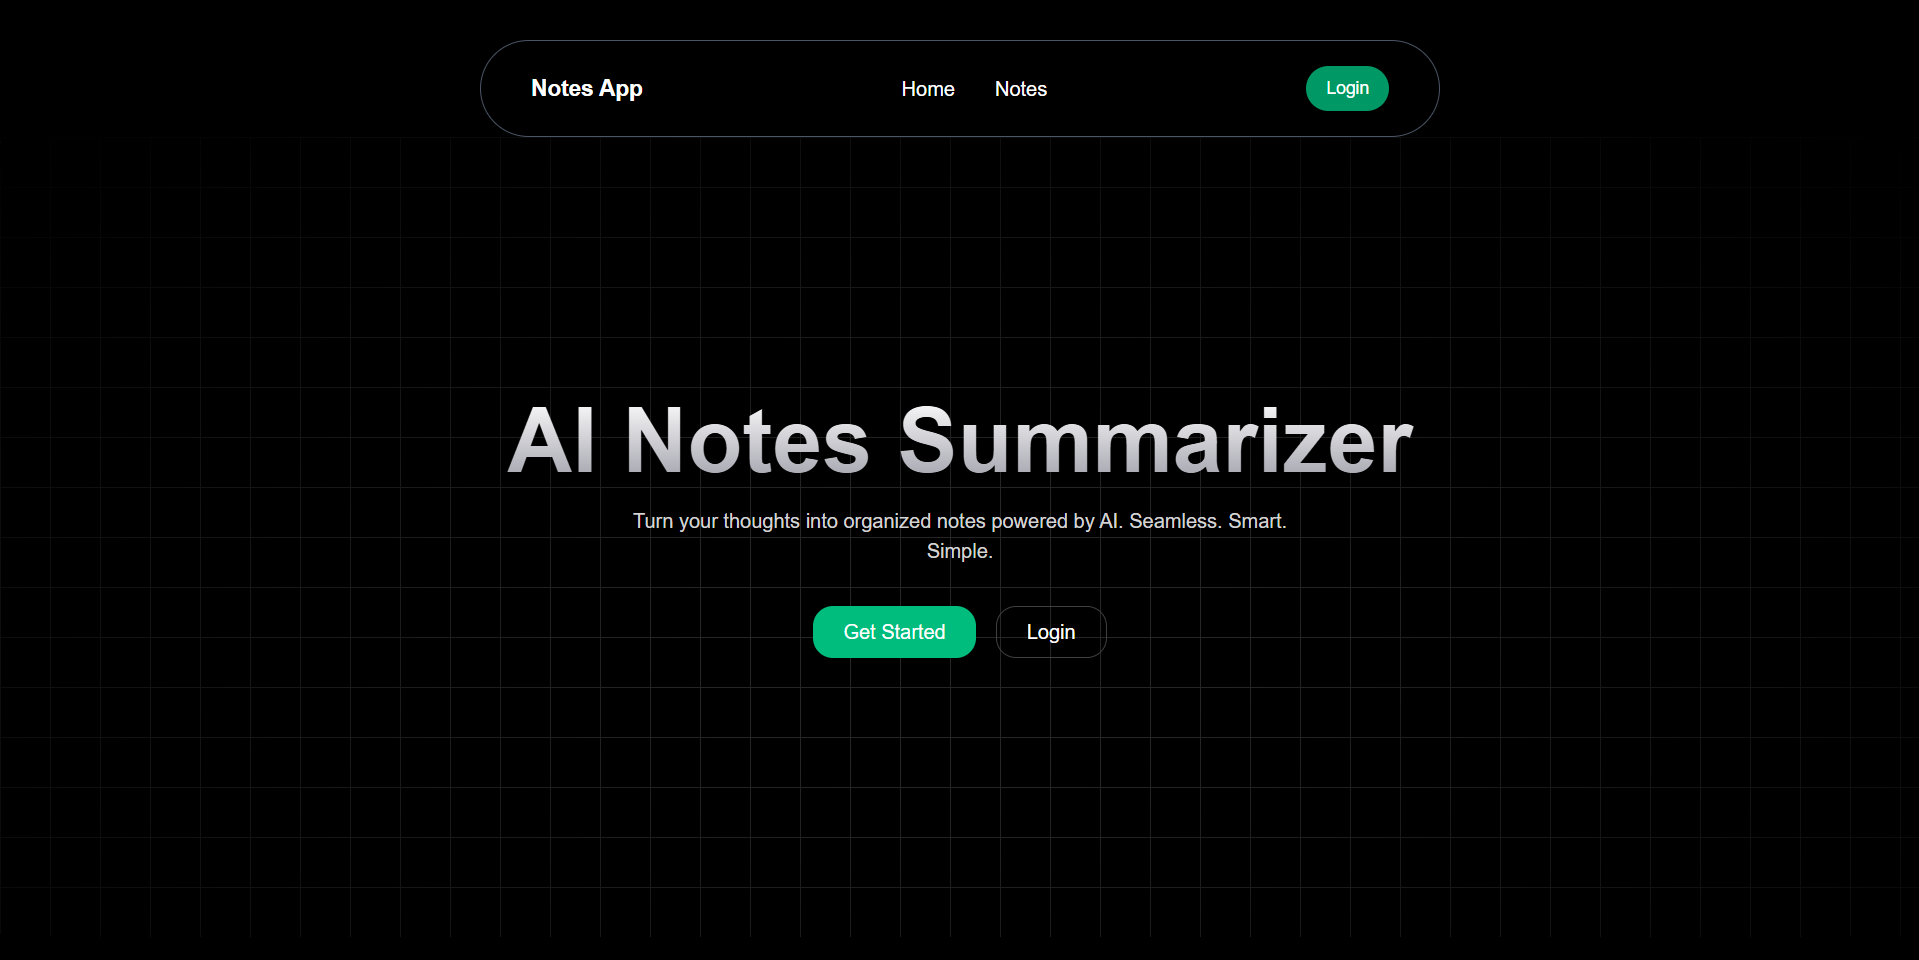 Notes App
Home
Notes
Login
AI Notes Summarizer
Turn your thoughts into organized notes powered by AI. Seamless. Smart.
Simple.
Get Started
Login